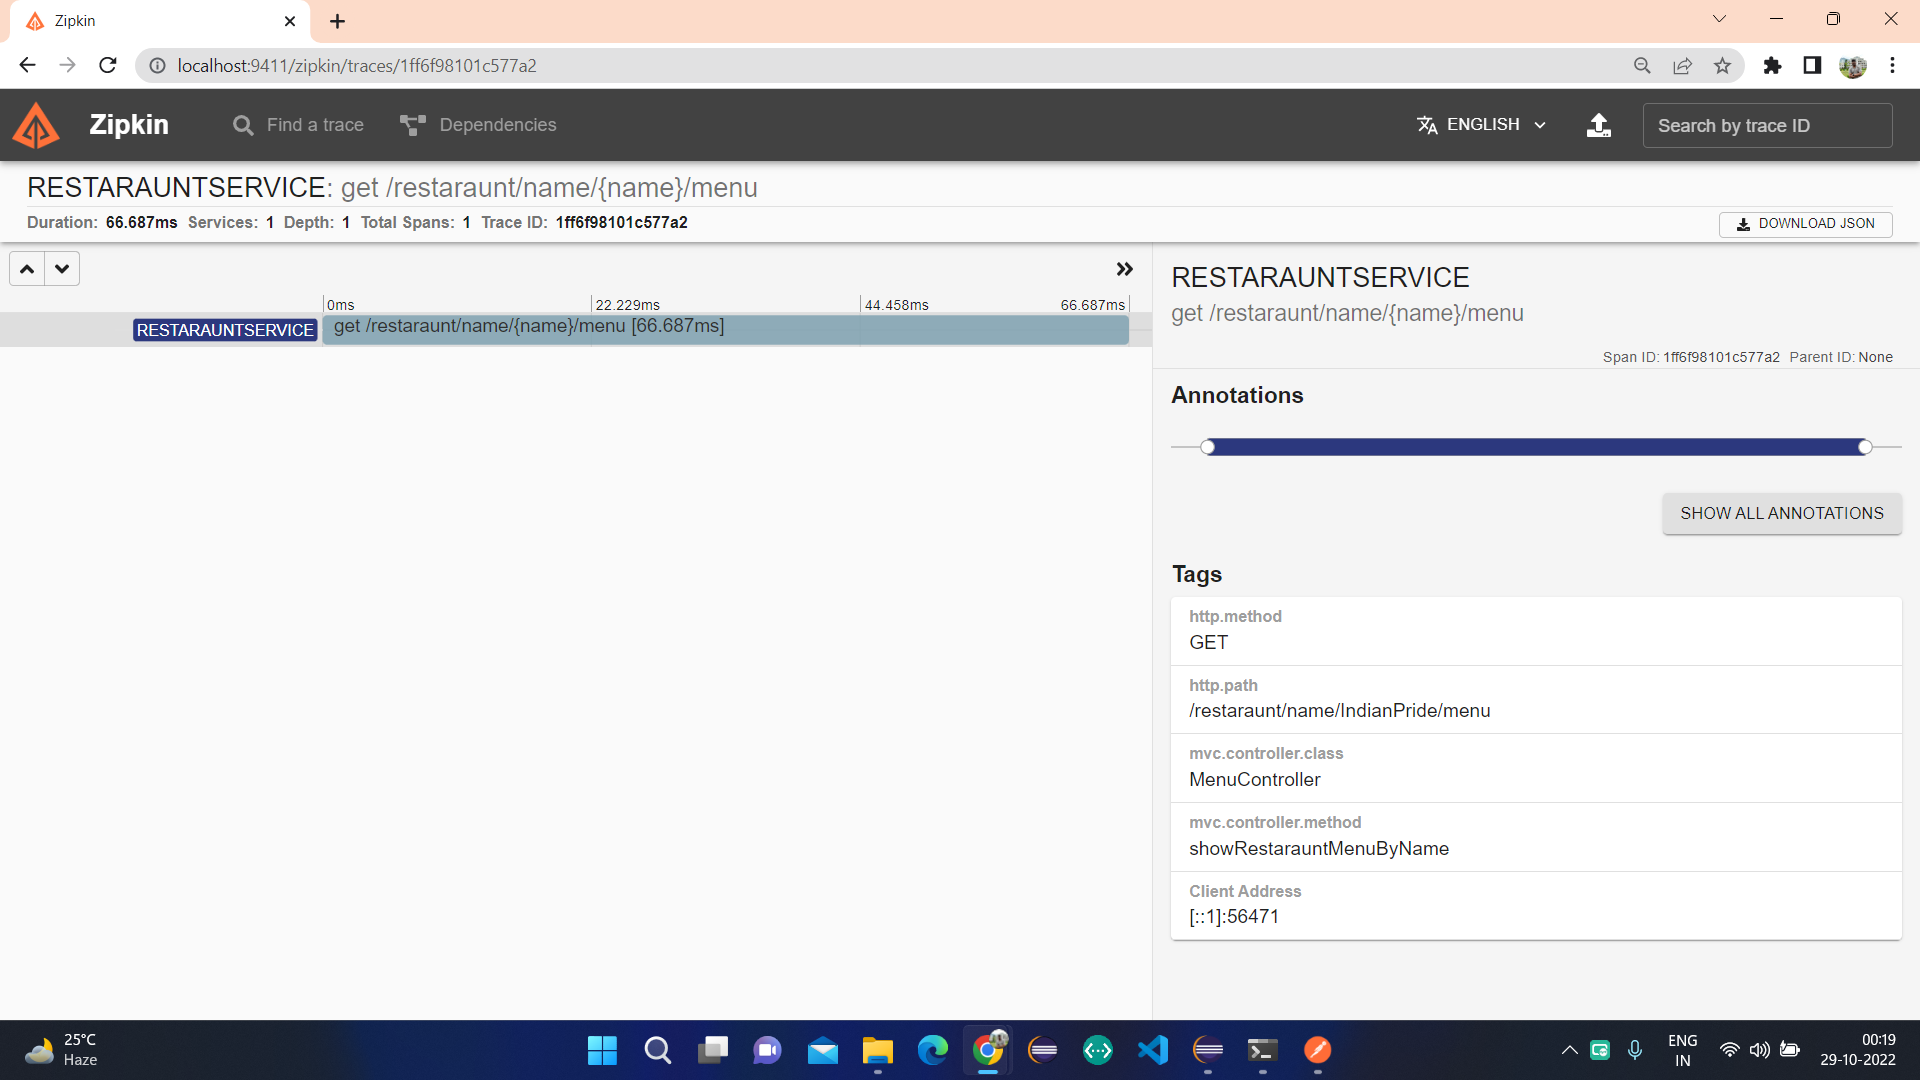 Zipkin
localhost:9411/zipkin/traces/1ff6f98101c577a2
Zipkin
Find a trace
Dependencies
ENGLISH
Search by trace ID
RESTARAUNTSERVICE: get /restaraunt/name/{name}/menu
Duration: 66.687ms Services: 1 Depth: 1 Total Spans: 1 Trace ID: 1ff6f98101c577a2
DOWNLOAD JSON
0ms 22.229ms 44.458ms 66.687ms
RESTARAUNTSERVICE get /restaraunt/name/{name}/menu [66.687ms]
RESTARAUNTSERVICE
get /restaraunt/name/{name}/menu
Span ID: 1ff6f98101c577a2 Parent ID: None
Annotations
SHOW ALL ANNOTATIONS
Tags
http.method
GET
http.path
/restaraunt/name/IndianPride/menu
mvc.controller.class
MenuController
mvc.controller.method
showRestarauntMenuByName
Client Address
[::1]:56471
25°C
Haze
ENG
IN
00:19
29-10-2022